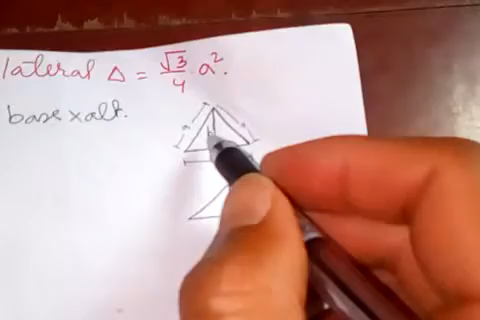 lateral Δ = √3/4 a².
base x alt.